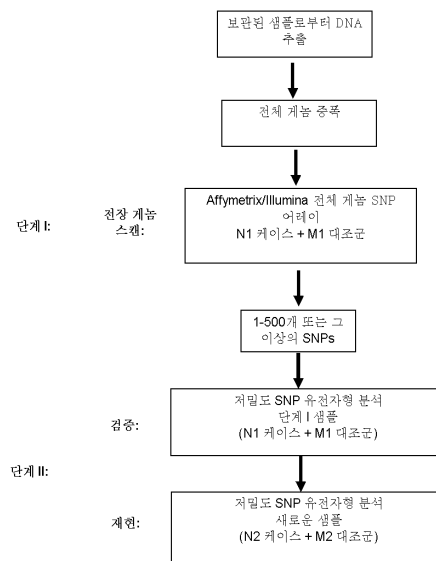 보관된 샘플로부터 DNA
추출
전체 게놈 증폭
단계 I:
전장 게놈
스캔:
Affymetrix/Illumina 전체 게놈 SNP
어레이
N1 케이스 + M1 대조군
1-500개 또는 그
이상의 SNPs
검증:
저밀도 SNP 유전자형 분석
단계 I 샘플
(N1 케이스 + M1 대조군)
단계 II:
재현:
저밀도 SNP 유전자형 분석
새로운 샘플
(N2 케이스 + M2 대조군)